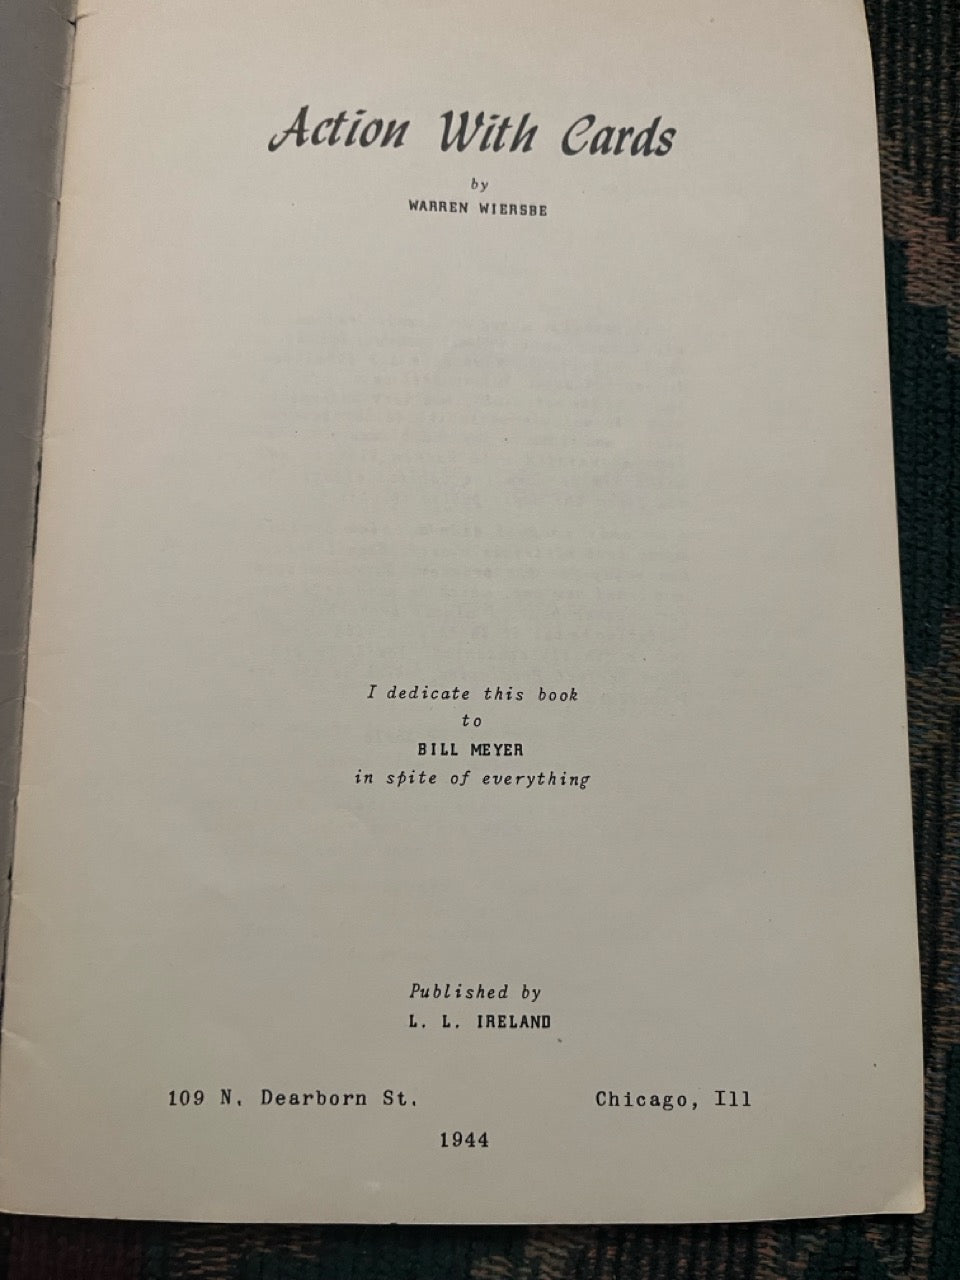 Action With Cards
by
WARREN WIERSBE
I dedicate this book
to
BILL MEYER
in spite of everything
Published by
L. L. IRELAND
109 N. Dearborn St. Chicago, Ill
1944